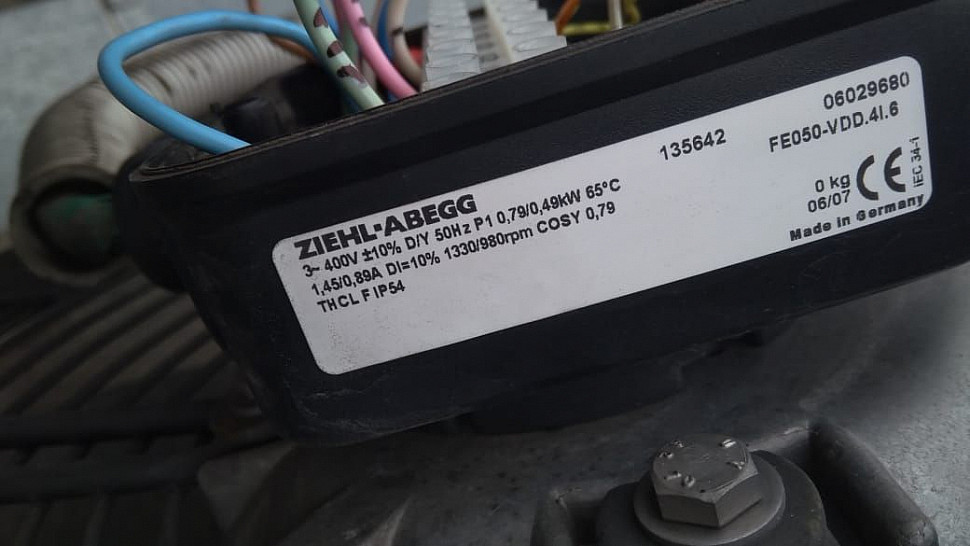 ZIEHL-ABEGG
3~ 400V ±10% D/Y 50Hz P1 0,79/0,49kW 65°C
1,45/0,89A DI=10% 1330/980rpm COSY 0,79
THCL F IP54
135642
06029680
FE050-VDD.4I.6
0 kg
06/07
CE
IEC 34-1
Made in Germany